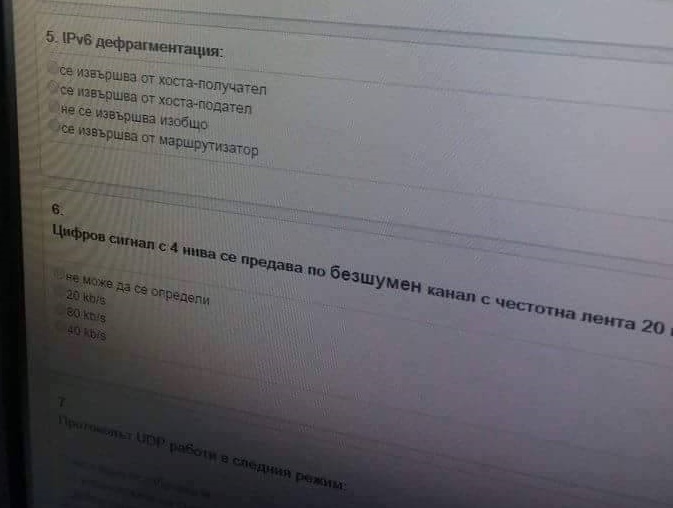 5. IPv6 дефрагментация:
се извършва от хоста-получател
се извършва от хоста-подател
не се извършва изобщо
се извършва от маршрутизатор
6.
Цифров сигнал с 4 нива се предава по безшумен канал с честотна лента 20
не може да се определи
20 kb/s
80 kb/s
40 kb/s
7
Протоколът UDP работи в следния режим: